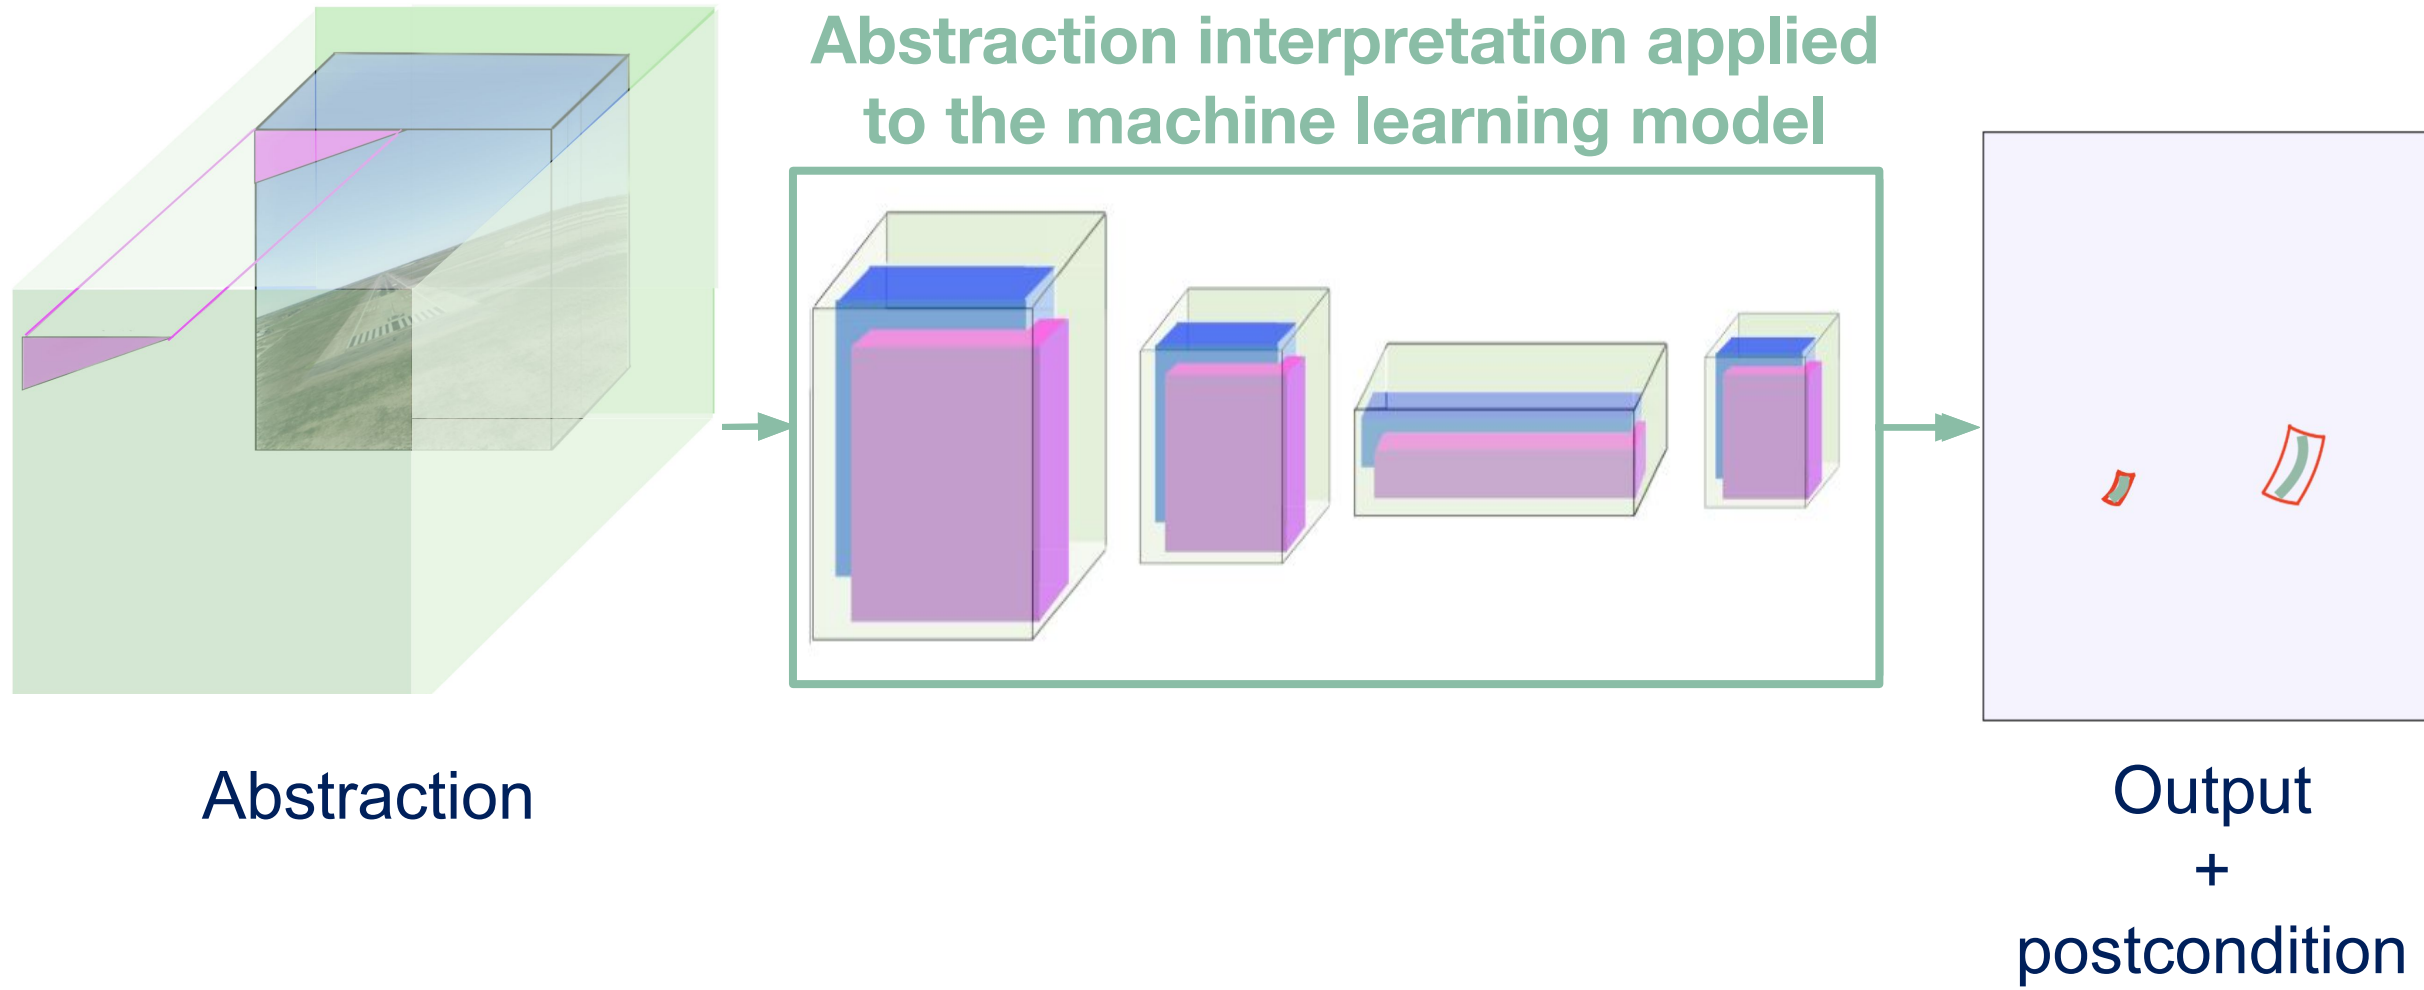 Abstraction interpretation applied
to the machine learning model
Abstraction
Output
+
postcondition